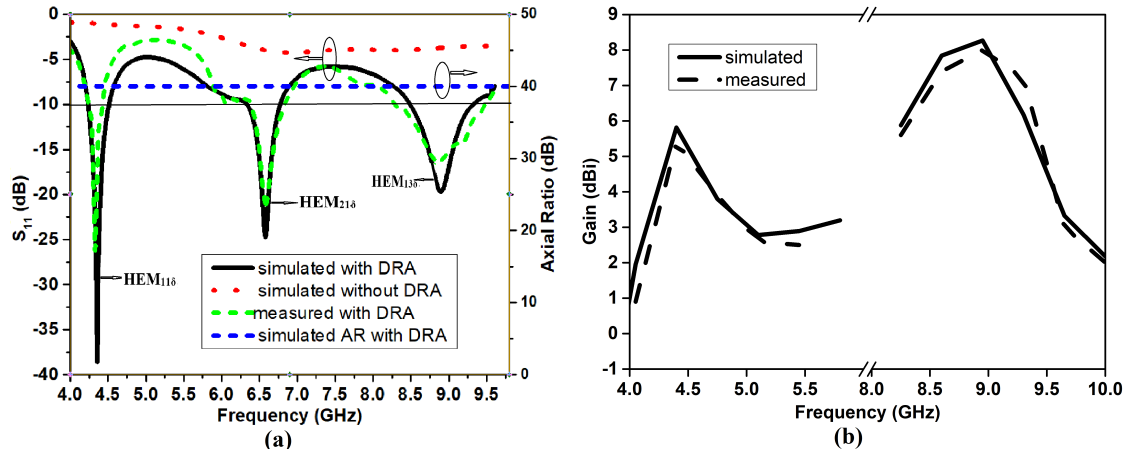 0
-5
-10
-15
-20
-25
-30
-35
-40
S11 (dB)
50
40
30
20
10
0
Axial Ratio (dB)
HEM13δ
HEM21δ
HEM11δ
simulated with DRA
simulated without DRA
measured with DRA
simulated AR with DRA
4.0 4.5 5.0 5.5 6.0 6.5 7.0 7.5 8.0 8.5 9.0 9.5
Frequency (GHz)
(a)
9
8
7
6
5
4
3
2
1
0
-1
Gain (dBi)
simulated
measured
4.0 4.5 5.0 5.5 8.0 8.5 9.0 9.5 10.0
Frequency (GHz)
(b)